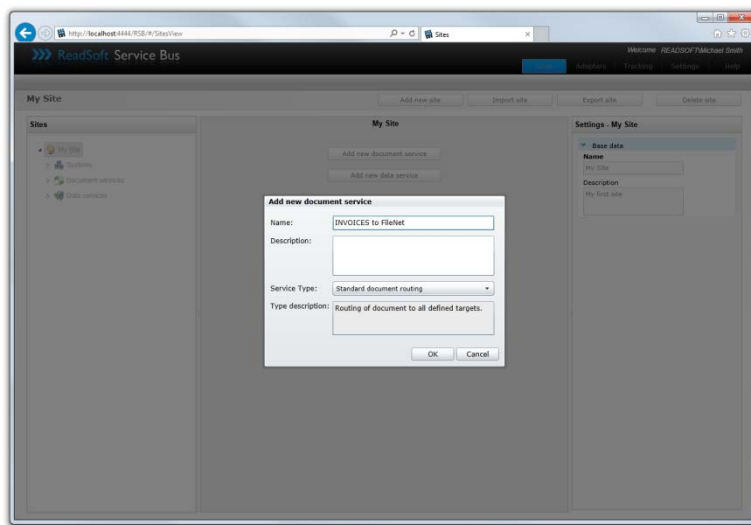 http://localhost:4444/RSB/#/SitesView
Sites
ReadSoft Service Bus
Welcome READSOFT\Michael Smith
Adapters Tracking Settings Help
My Site
Add new site Import site Export site Delete site
Sites
My Site
Settings - My Site
My Site
Systems
Document services
Data services
Add new document service
Add new data service
Base data
Name
My Site
Description
My first site
Add new document service
Name: INVOICES to FileNet
Description:
Service Type: Standard document routing
Type description: Routing of document to all defined targets.
OK Cancel